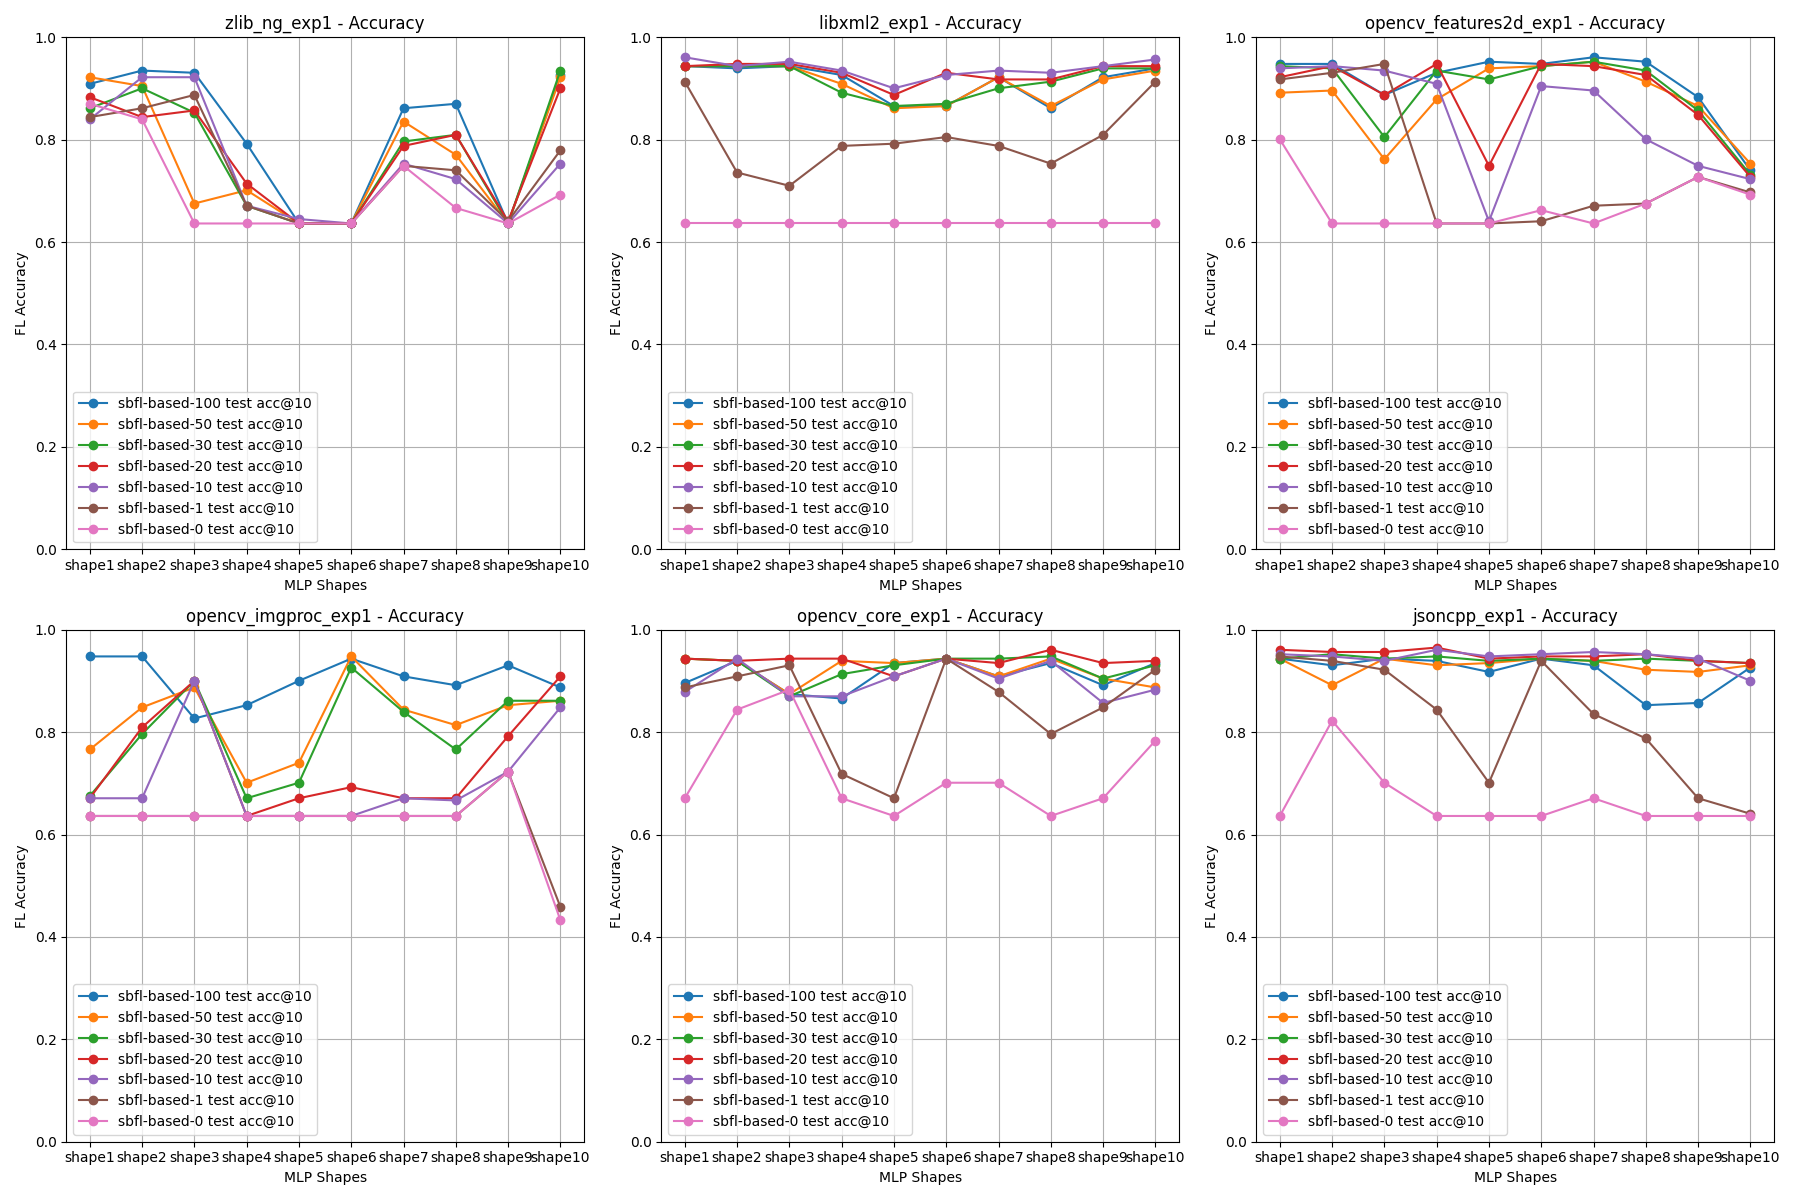 zlib_ng_exp1 - Accuracy
1.0
0.8
0.6
0.4
0.2
0.0
FL Accuracy
sbfl-based-100 test acc@10
sbfl-based-50 test acc@10
sbfl-based-30 test acc@10
sbfl-based-20 test acc@10
sbfl-based-10 test acc@10
sbfl-based-1 test acc@10
sbfl-based-0 test acc@10
shape1 shape2 shape3 shape4 shape5 shape6 shape7 shape8 shape9 shape10
MLP Shapes
libxml2_exp1 - Accuracy
1.0
0.8
0.6
0.4
0.2
0.0
FL Accuracy
sbfl-based-100 test acc@10
sbfl-based-50 test acc@10
sbfl-based-30 test acc@10
sbfl-based-20 test acc@10
sbfl-based-10 test acc@10
sbfl-based-1 test acc@10
sbfl-based-0 test acc@10
shape1 shape2 shape3 shape4 shape5 shape6 shape7 shape8 shape9 shape10
MLP Shapes
opencv_features2d_exp1 - Accuracy
1.0
0.8
0.6
0.4
0.2
0.0
FL Accuracy
sbfl-based-100 test acc@10
sbfl-based-50 test acc@10
sbfl-based-30 test acc@10
sbfl-based-20 test acc@10
sbfl-based-10 test acc@10
sbfl-based-1 test acc@10
sbfl-based-0 test acc@10
shape1 shape2 shape3 shape4 shape5 shape6 shape7 shape8 shape9 shape10
MLP Shapes
opencv_imgproc_exp1 - Accuracy
1.0
0.8
0.6
0.4
0.2
0.0
FL Accuracy
sbfl-based-100 test acc@10
sbfl-based-50 test acc@10
sbfl-based-30 test acc@10
sbfl-based-20 test acc@10
sbfl-based-10 test acc@10
sbfl-based-1 test acc@10
sbfl-based-0 test acc@10
shape1 shape2 shape3 shape4 shape5 shape6 shape7 shape8 shape9 shape10
MLP Shapes
opencv_core_exp1 - Accuracy
1.0
0.8
0.6
0.4
0.2
0.0
FL Accuracy
sbfl-based-100 test acc@10
sbfl-based-50 test acc@10
sbfl-based-30 test acc@10
sbfl-based-20 test acc@10
sbfl-based-10 test acc@10
sbfl-based-1 test acc@10
sbfl-based-0 test acc@10
shape1 shape2 shape3 shape4 shape5 shape6 shape7 shape8 shape9 shape10
MLP Shapes
jsoncpp_exp1 - Accuracy
1.0
0.8
0.6
0.4
0.2
0.0
FL Accuracy
sbfl-based-100 test acc@10
sbfl-based-50 test acc@10
sbfl-based-30 test acc@10
sbfl-based-20 test acc@10
sbfl-based-10 test acc@10
sbfl-based-1 test acc@10
sbfl-based-0 test acc@10
shape1 shape2 shape3 shape4 shape5 shape6 shape7 shape8 shape9 shape10
MLP Shapes